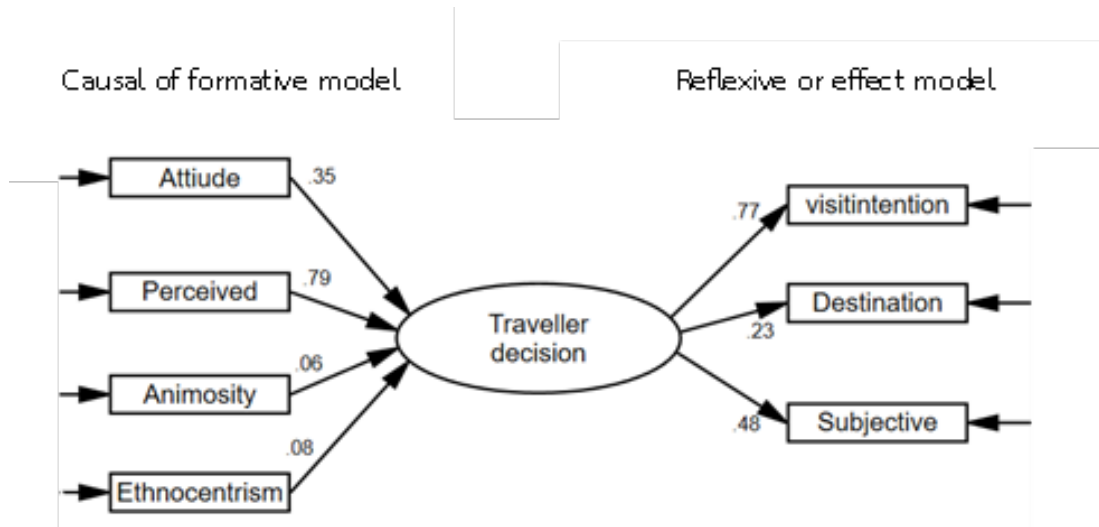 Causal of formative model
Reflexive or effect model
Attiude
.35
Perceived
.79
Animosity
.06
Ethnocentrism
.08
Traveller
decision
.77
visitintention
.23
Destination
.48
Subjective